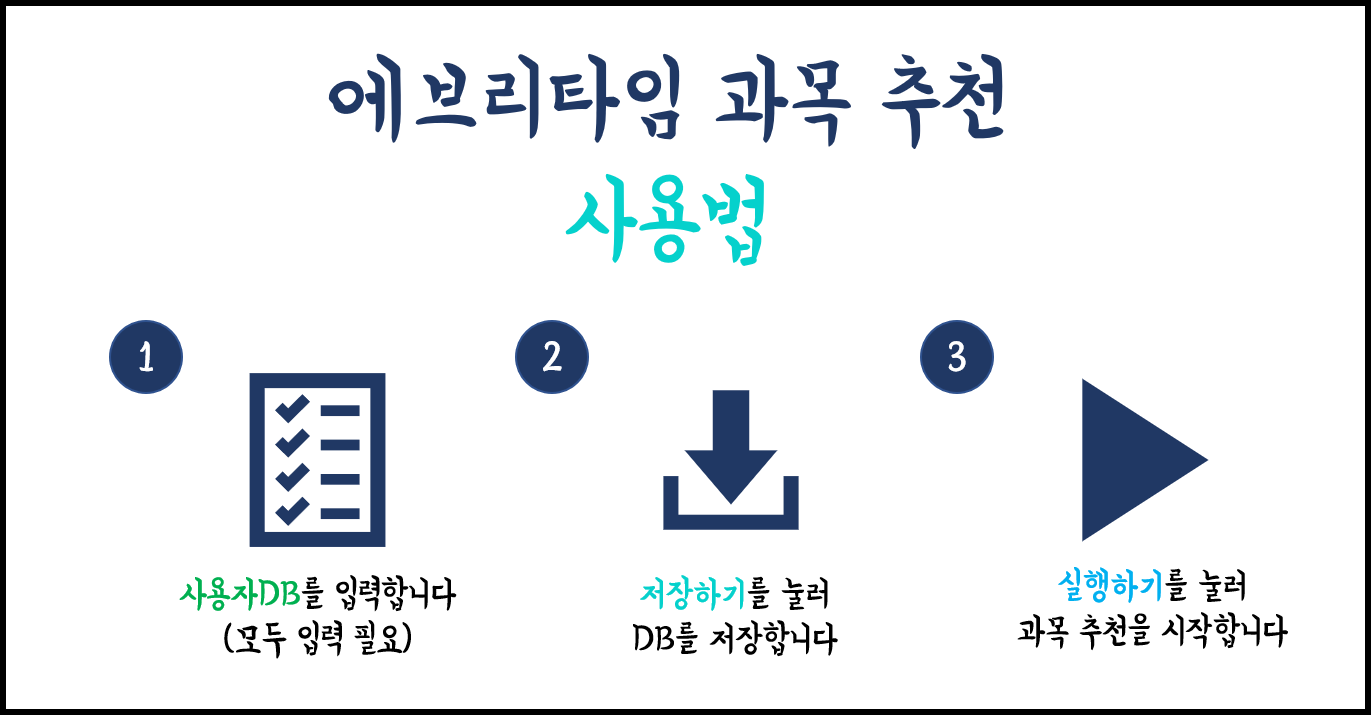 에브리타임 과목 추천
사용법
1
사용자DB를 입력합니다
(모두 입력 필요)
2
저장하기를 눌러
DB를 저장합니다
3
실행하기를 눌러
과목 추천을 시작합니다